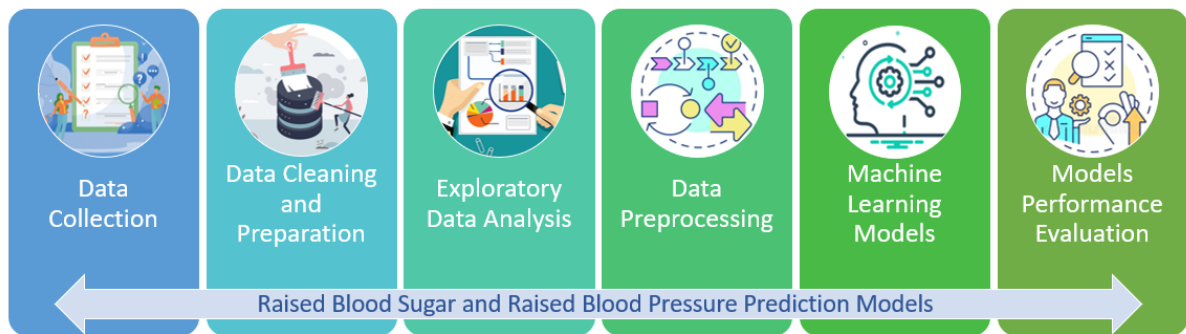 Data
Collection
Data Cleaning
and
Preparation
Exploratory
Data Analysis
Data
Preprocessing
Machine
Learning
Models
Models
Performance
Evaluation
Raised Blood Sugar and Raised Blood Pressure Prediction Models